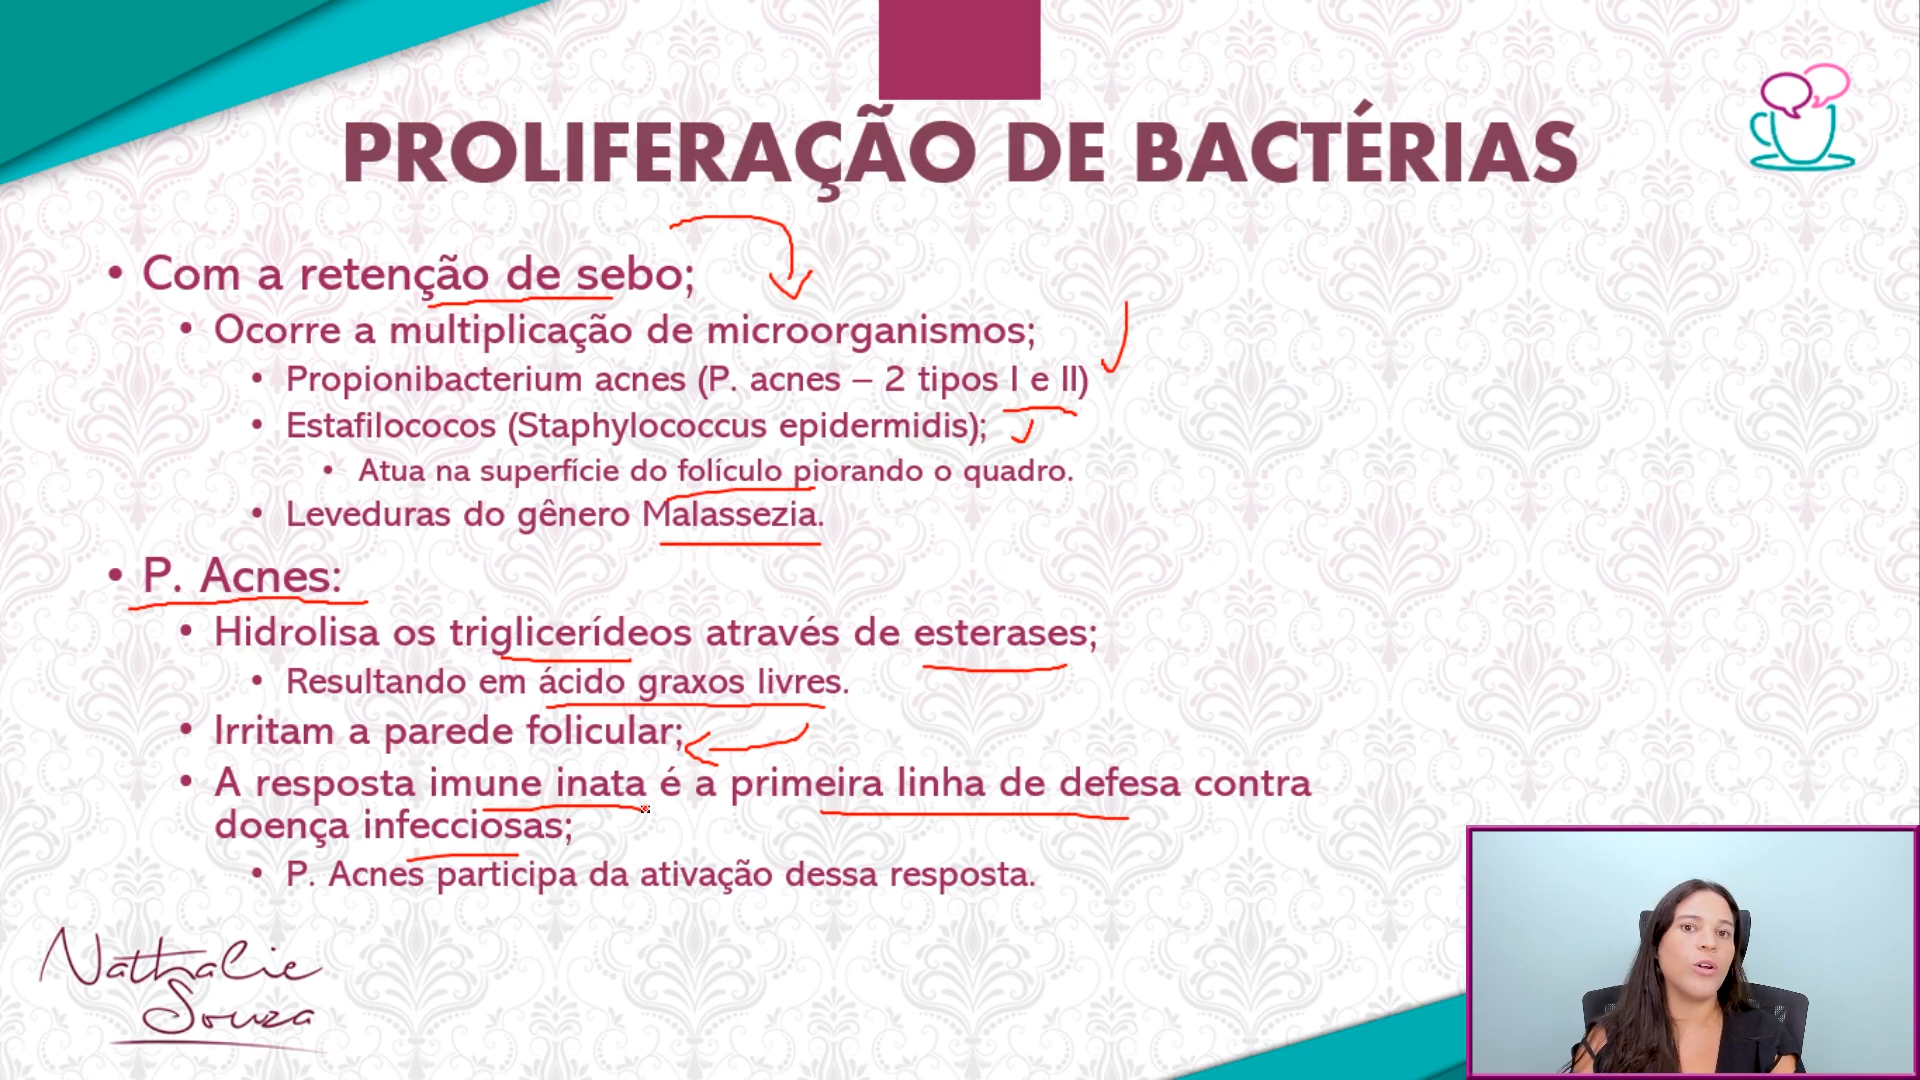 PROLIFERAÇÃO DE BACTÉRIAS
• Com a retenção de sebo;
• Ocorre a multiplicação de microorganismos;
• Propionibacterium acnes (P. acnes – 2 tipos I e II)
• Estafilococos (Staphylococcus epidermidis);
• Atua na superfície do folículo piorando o quadro.
• Leveduras do gênero Malassezia.
• P. Acnes:
• Hidrolisa os triglicerídeos através de esterases;
• Resultando em ácido graxos livres.
• Irritam a parede folicular;
• A resposta imune inata é a primeira linha de defesa contra
doença infecciosas;
• P. Acnes participa da ativação dessa resposta.
Nathalie
Souza